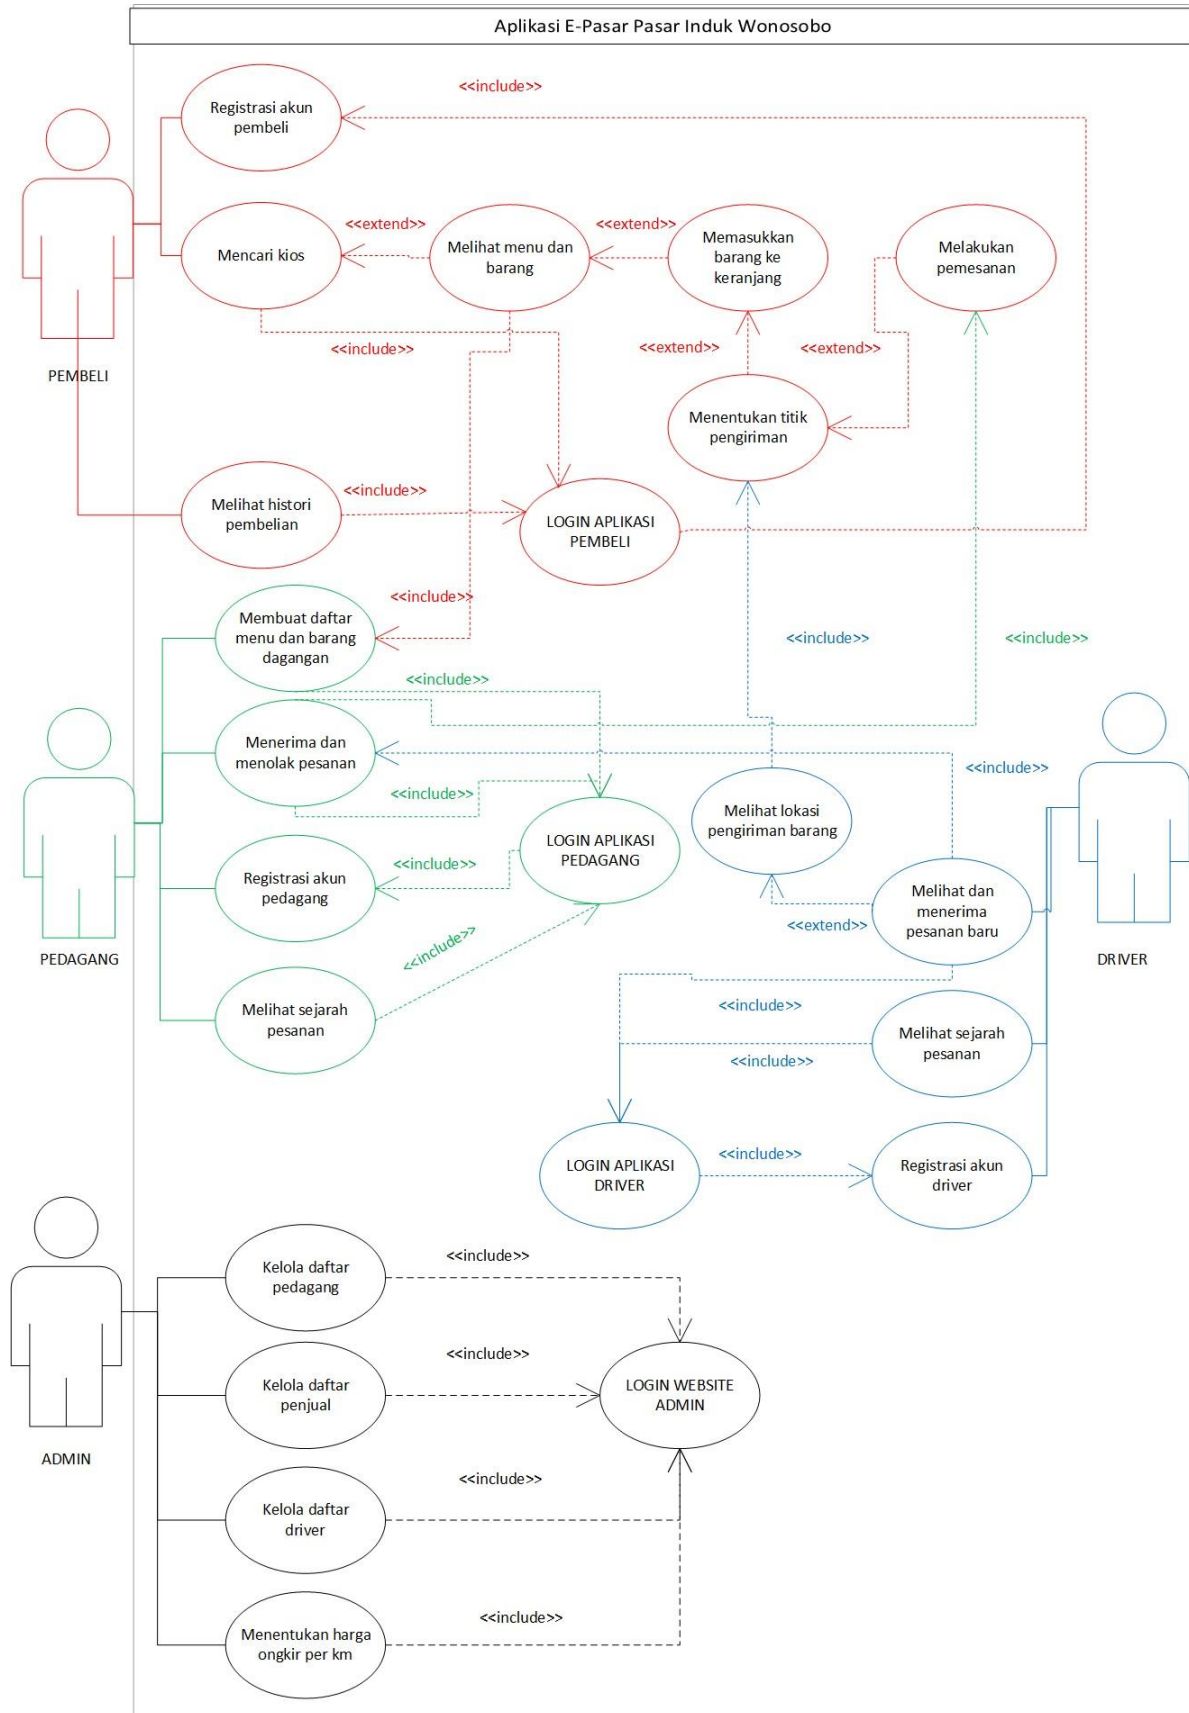 Aplikasi E-Pasar Pasar Induk Wonosobo
<<include>>
Registrasi akun
pembeli
<<extend>>
<<extend>>
Mencari kios
Melihat menu dan
barang
Memasukkan
barang ke
keranjang
Melakukan
pemesanan
<<include>>
<<extend>>
<<extend>>
PEMBELI
Menentukan titik
pengiriman
Melihat histori
pembelian
<<include>>
LOGIN APLIKASI
PEMBELI
<<include>>
Membuat daftar
menu dan barang
dagangan
<<include>>
<<include>>
<<include>>
Menerima dan
menolak pesanan
<<include>>
<<include>>
Melihat lokasi
pengiriman barang
LOGIN APLIKASI
PEDAGANG
<<include>>
Registrasi akun
pedagang
Melihat dan
menerima
pesanan baru
<<extend>>
<<include>>
PEDAGANG
DRIVER
Melihat sejarah
pesanan
<<include>>
Melihat sejarah
pesanan
<<include>>
<<include>>
LOGIN APLIKASI
DRIVER
Registrasi akun
driver
Kelola daftar
pedagang
<<include>>
<<include>>
Kelola daftar
penjual
LOGIN WEBSITE
ADMIN
ADMIN
<<include>>
Kelola daftar
driver
<<include>>
Menentukan harga
ongkir per km